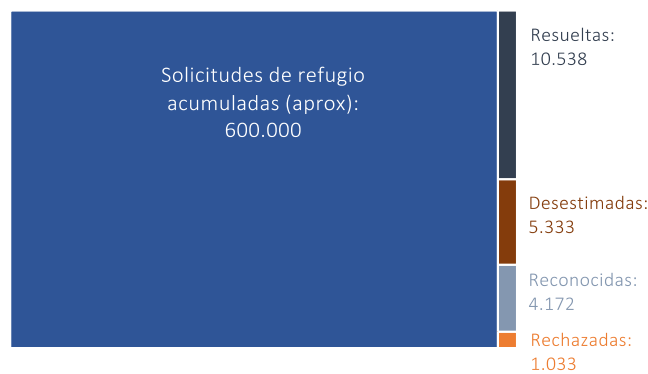 Solicitudes de refugio
acumuladas (aprox):
600.000
Resueltas:
10.538
Desestimadas:
5.333
Reconocidas:
4.172
Rechazadas:
1.033